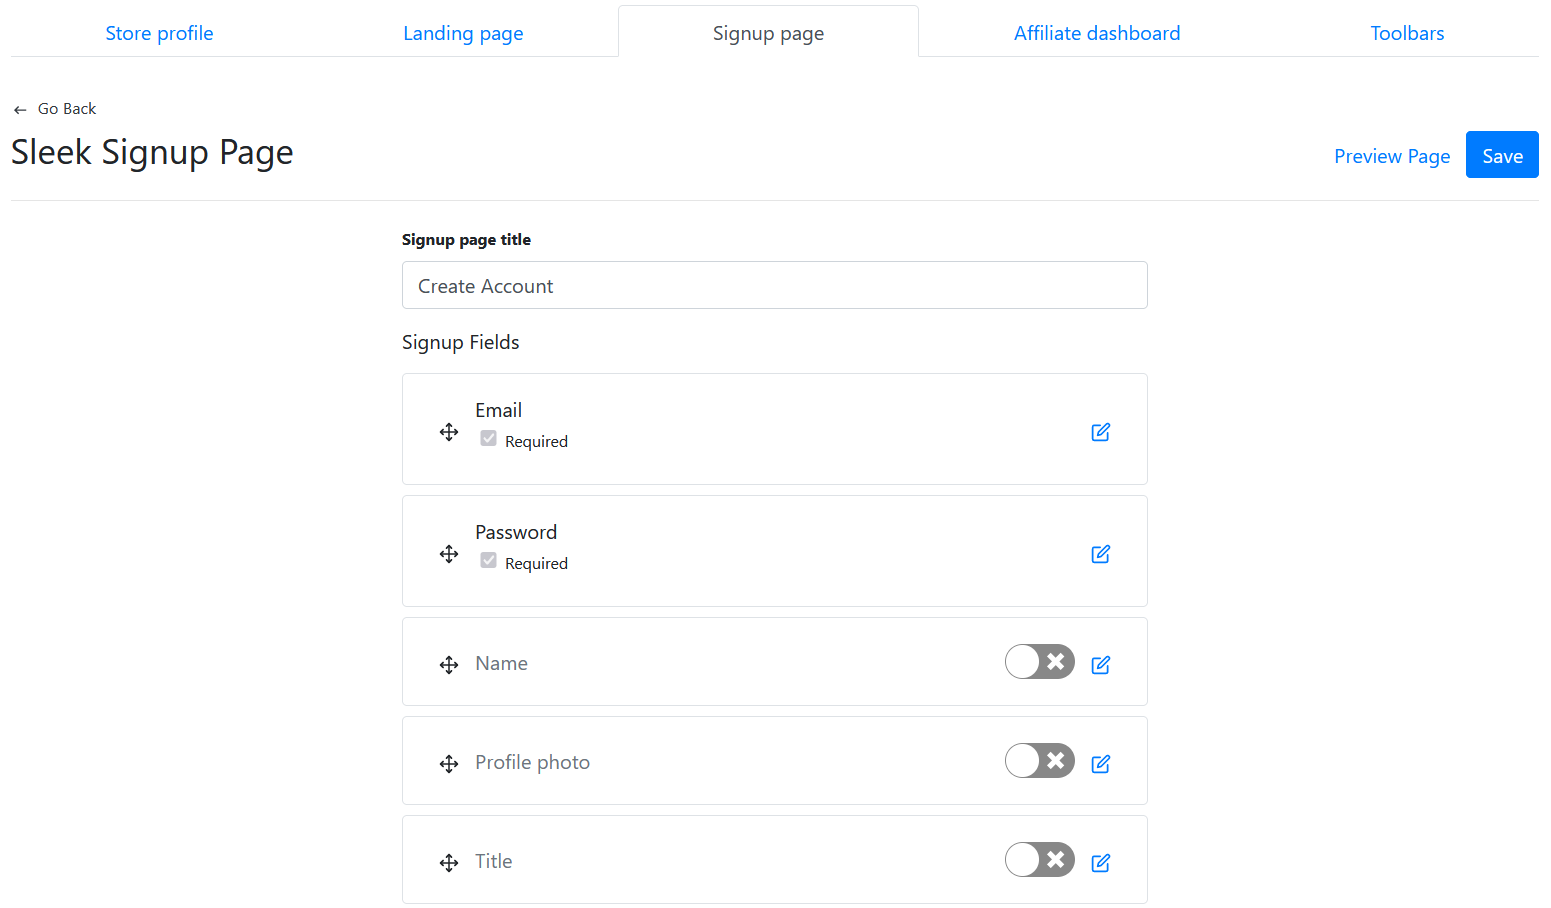 Store profile
Landing page
Signup page
Affiliate dashboard
Toolbars
Go Back
Sleek Signup Page
Preview Page
Save
Signup page title
Create Account
Signup Fields
Email
Required
Password
Required
Name
Profile photo
Title